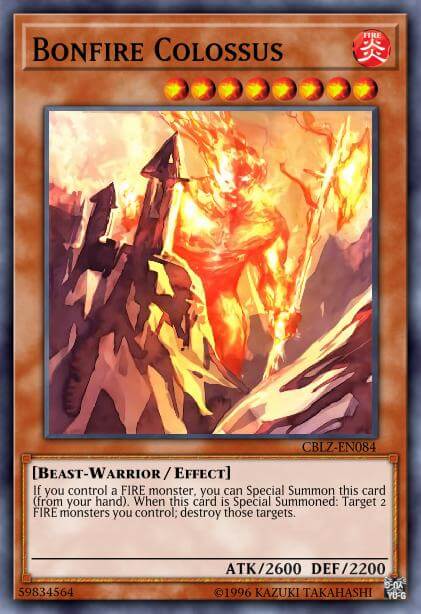 Bonfire Colossus
FIRE
炎
CBLZ-EN084
[Beast-Warrior / Effect]
If you control a FIRE monster, you can Special Summon this card
(from your hand). When this card is Special Summoned: Target 2
FIRE monsters you control; destroy those targets.
ATK/2600 DEF/2200
59834564
©1996 KAZUKI TAKAHASHI